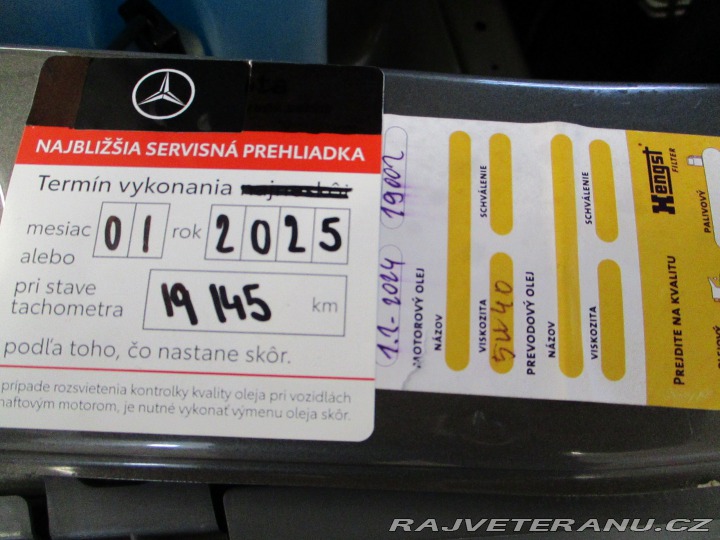 NAJBLIŽŠIA SERVISNÁ PREHLIADKA
Termín vykonania
mesiac 01 rok 2025
alebo
pri stave
tachometra 19 145 km
podľa toho, čo nastane skôr.
prípade rozsvietenia kontrolky kvality oleja pri vozidlách
naftovým motorom, je nutné vykonať výmenu oleja skôr.
1.2-2024 19002
MOTOROVÝ OLEJ
NÁZOV
VISKOZITA 5W40 SCHVÁLENIE
PREVODOVÝ OLEJ
NÁZOV
VISKOZITA SCHVÁLENIE
Hengst
FILTER
PREJDITE NA KVALITU
PALIVOVÝ
RAJVETERANU.CZ